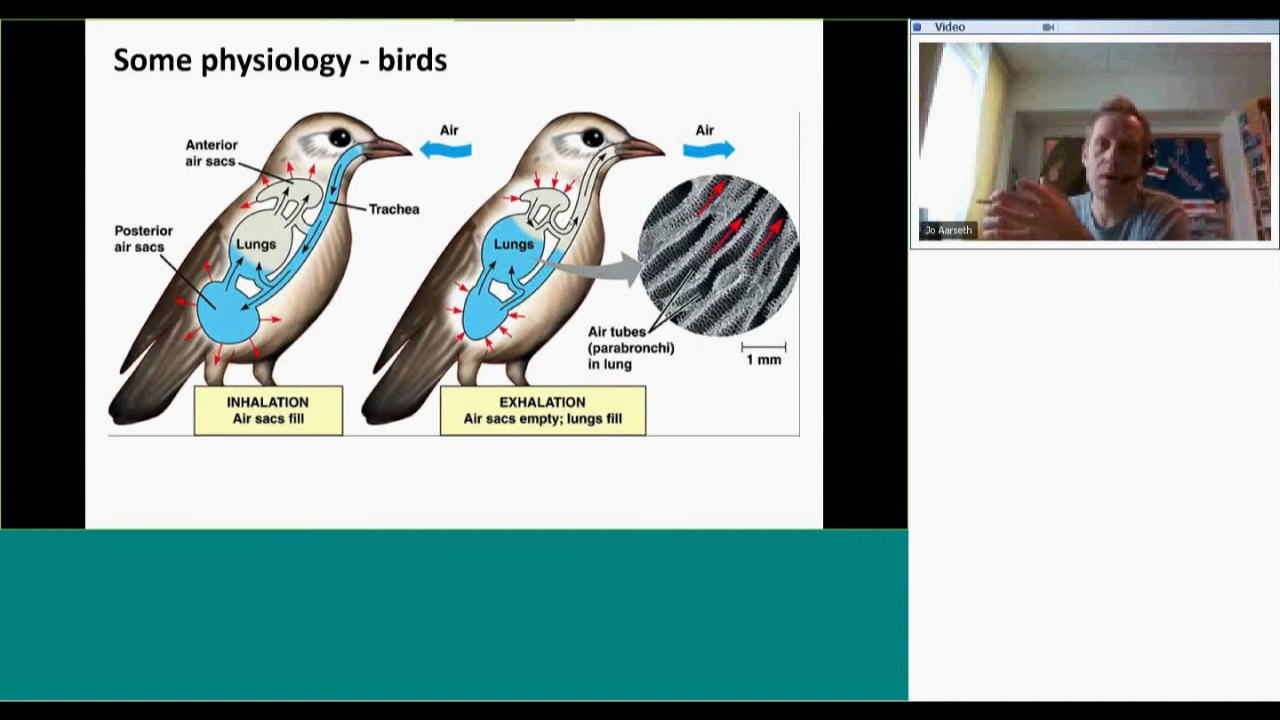 Some physiology - birds
Video
Air
Air
Anterior
air sacs
Trachea
Posterior
air sacs
Lungs
Lungs
Jo Aarseth
Air tubes
(parabronchi)
in lung
1 mm
INHALATION
Air sacs fill
EXHALATION
Air sacs empty; lungs fill